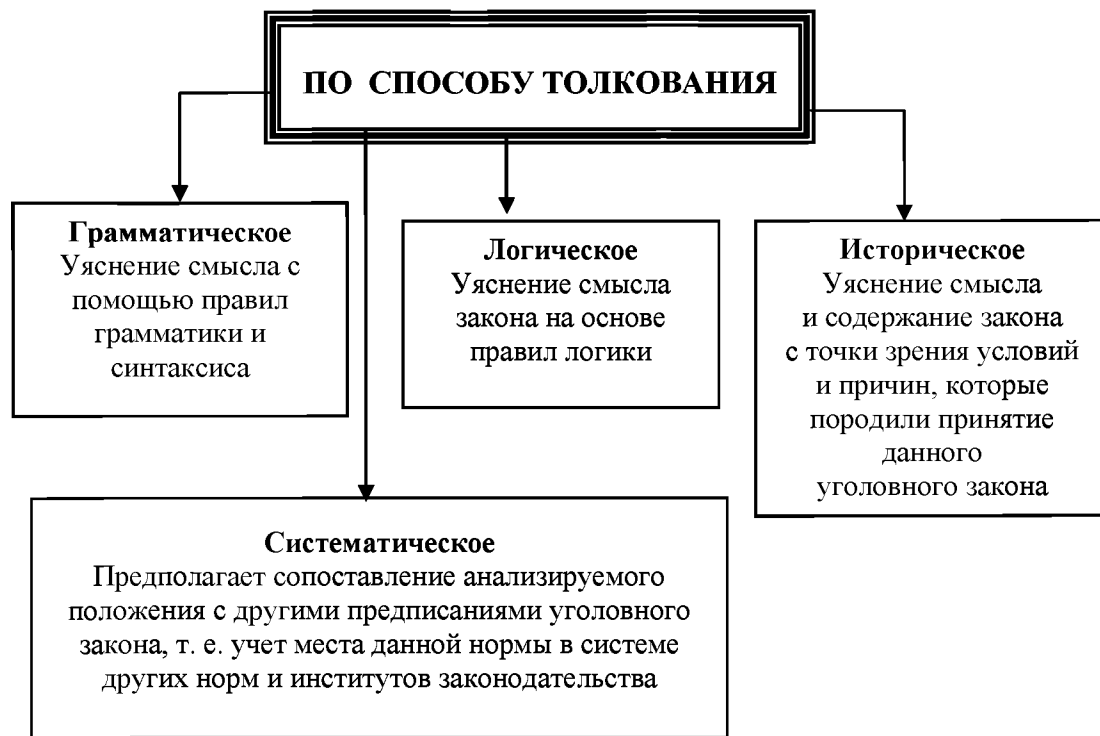 ПО СПОСОБУ ТОЛКОВАНИЯ
Грамматическое
Уяснение смысла с
помощью правил
грамматики и
синтаксиса
Логическое
Уяснение смысла
закона на основе
правил логики
Историческое
Уяснение смысла
и содержание закона
с точки зрения условий
и причин, которые
породили принятие
данного
уголовного закона
Систематическое
Предполагает сопоставление анализируемого
положения с другими предписаниями уголовного
закона, т. е. учет места данной нормы в системе
других норм и институтов законодательства